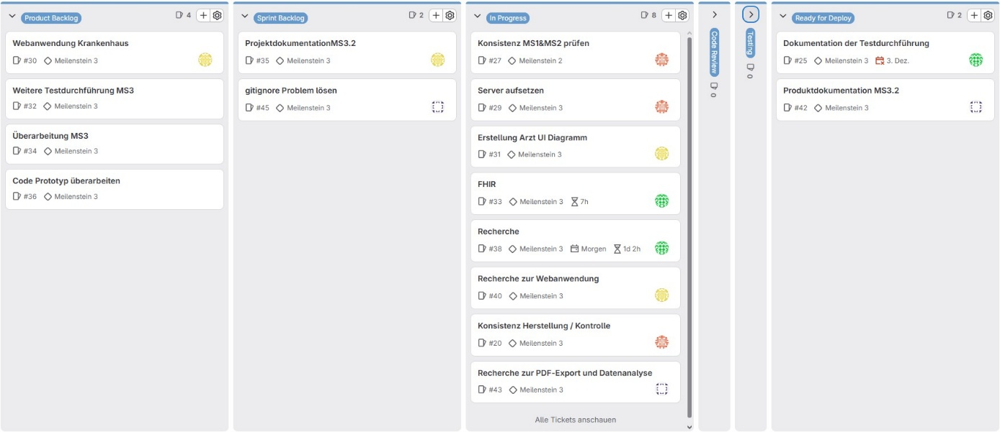 Product Backlog 4
Webanwendung Krankenhaus
#30 Meilenstein 3
Weitere Testdurchführung MS3
#32 Meilenstein 3
Überarbeitung MS3
#34 Meilenstein 3
Code Prototyp überarbeiten
#36 Meilenstein 3
Sprint Backlog 2
ProjektdokumentationMS3.2
#35 Meilenstein 3
gitignore Problem lösen
#45 Meilenstein 3
In Progress 8
Konsistenz MS1&MS2 prüfen
#27 Meilenstein 2
Server aufsetzen
#29 Meilenstein 3
Erstellung Arzt UI Diagramm
#31 Meilenstein 3
FHIR
#33 Meilenstein 3 7h
Recherche
#38 Meilenstein 3 Morgen 1d 2h
Recherche zur Webanwendung
#40 Meilenstein 3
Konsistenz Herstellung / Kontrolle
#20 Meilenstein 3
Recherche zur PDF-Export und Datenanalyse
#43 Meilenstein 3
Alle Tickets anschauen
Code Review 0
Testing 0
Ready for Deploy 2
Dokumentation der Testdurchführung
#25 Meilenstein 3 3. Dez.
Produktdokumentation MS3.2
#42 Meilenstein 3